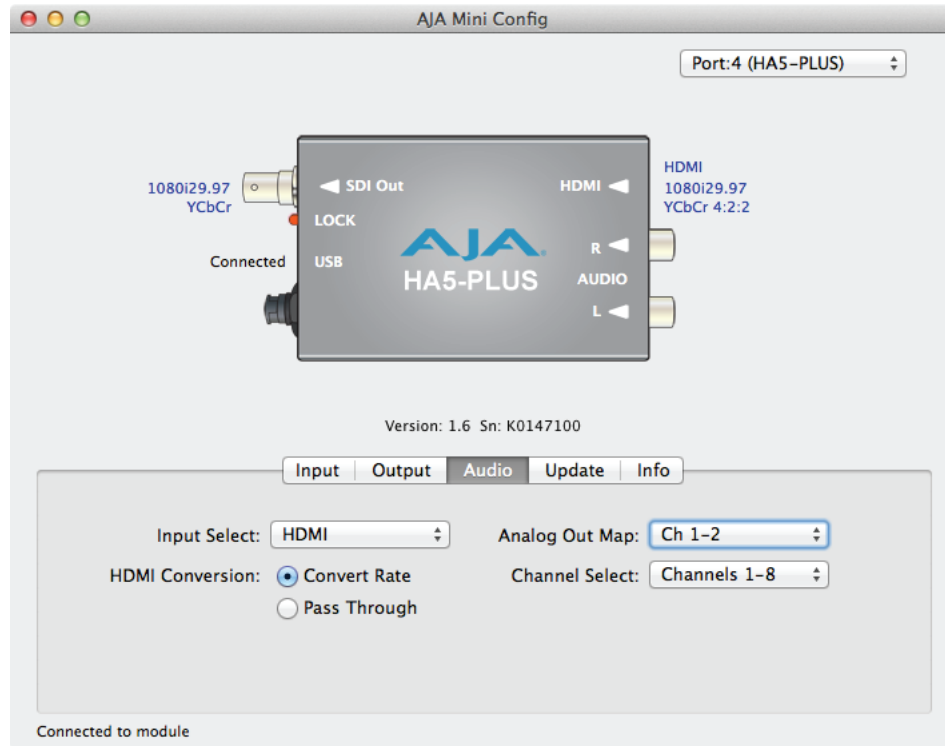 AJA Mini Config
Port:4 (HA5-PLUS)
HDMI
1080i29.97
YCbCr 4:2:2
1080i29.97
YCbCr
SDI Out
HDMI
LOCK
Connected
USB
AJA
HA5-PLUS
R
AUDIO
L
Version: 1.6 Sn: K0147100
Input Output Audio Update Info
Input Select: HDMI Analog Out Map: Ch 1-2
HDMI Conversion: Convert Rate Channel Select: Channels 1-8
Pass Through
Connected to module